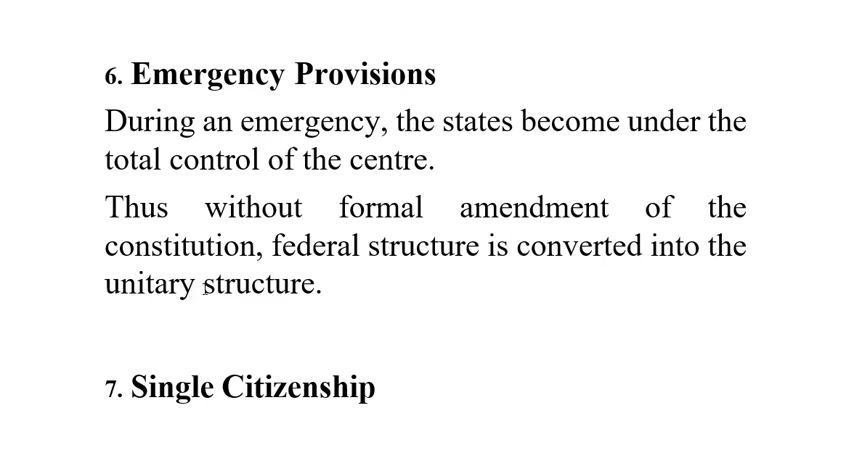 6. Emergency Provisions
During an emergency, the states become under the
total control of the centre.
Thus without formal amendment of the
constitution, federal structure is converted into the
unitary structure.
7. Single Citizenship